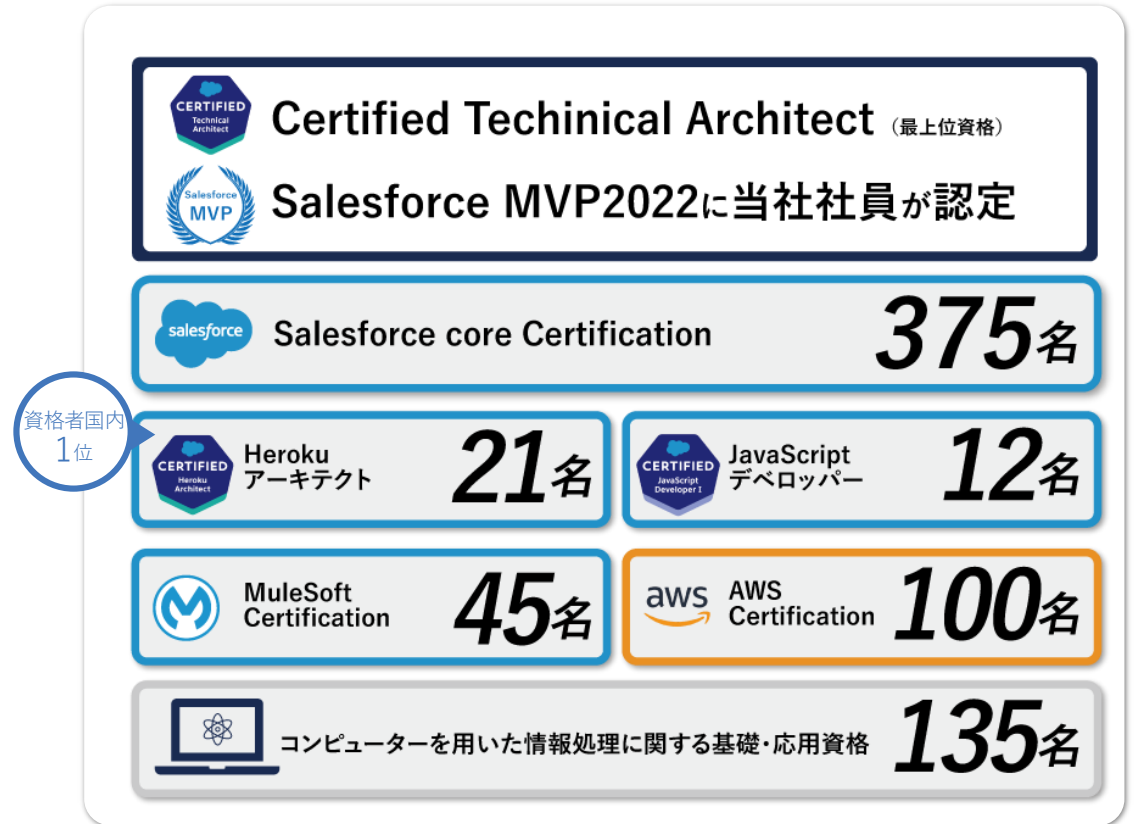 CERTIFIED
Technical
Architect
Certified Techinical Architect（最上位資格）
Salesforce
MVP
Salesforce MVP2022に当社社員が認定
salesforce
Salesforce core Certification
375名
資格者国内
1位
CERTIFIED
Heroku
Architect
Heroku
アーキテクト
21名
CERTIFIED
JavaScript
Developer I
JavaScript
デベロッパー
12名
MuleSoft
Certification
45名
aws
AWS
Certification
100名
コンピューターを用いた情報処理に関する基礎・応用資格
135名